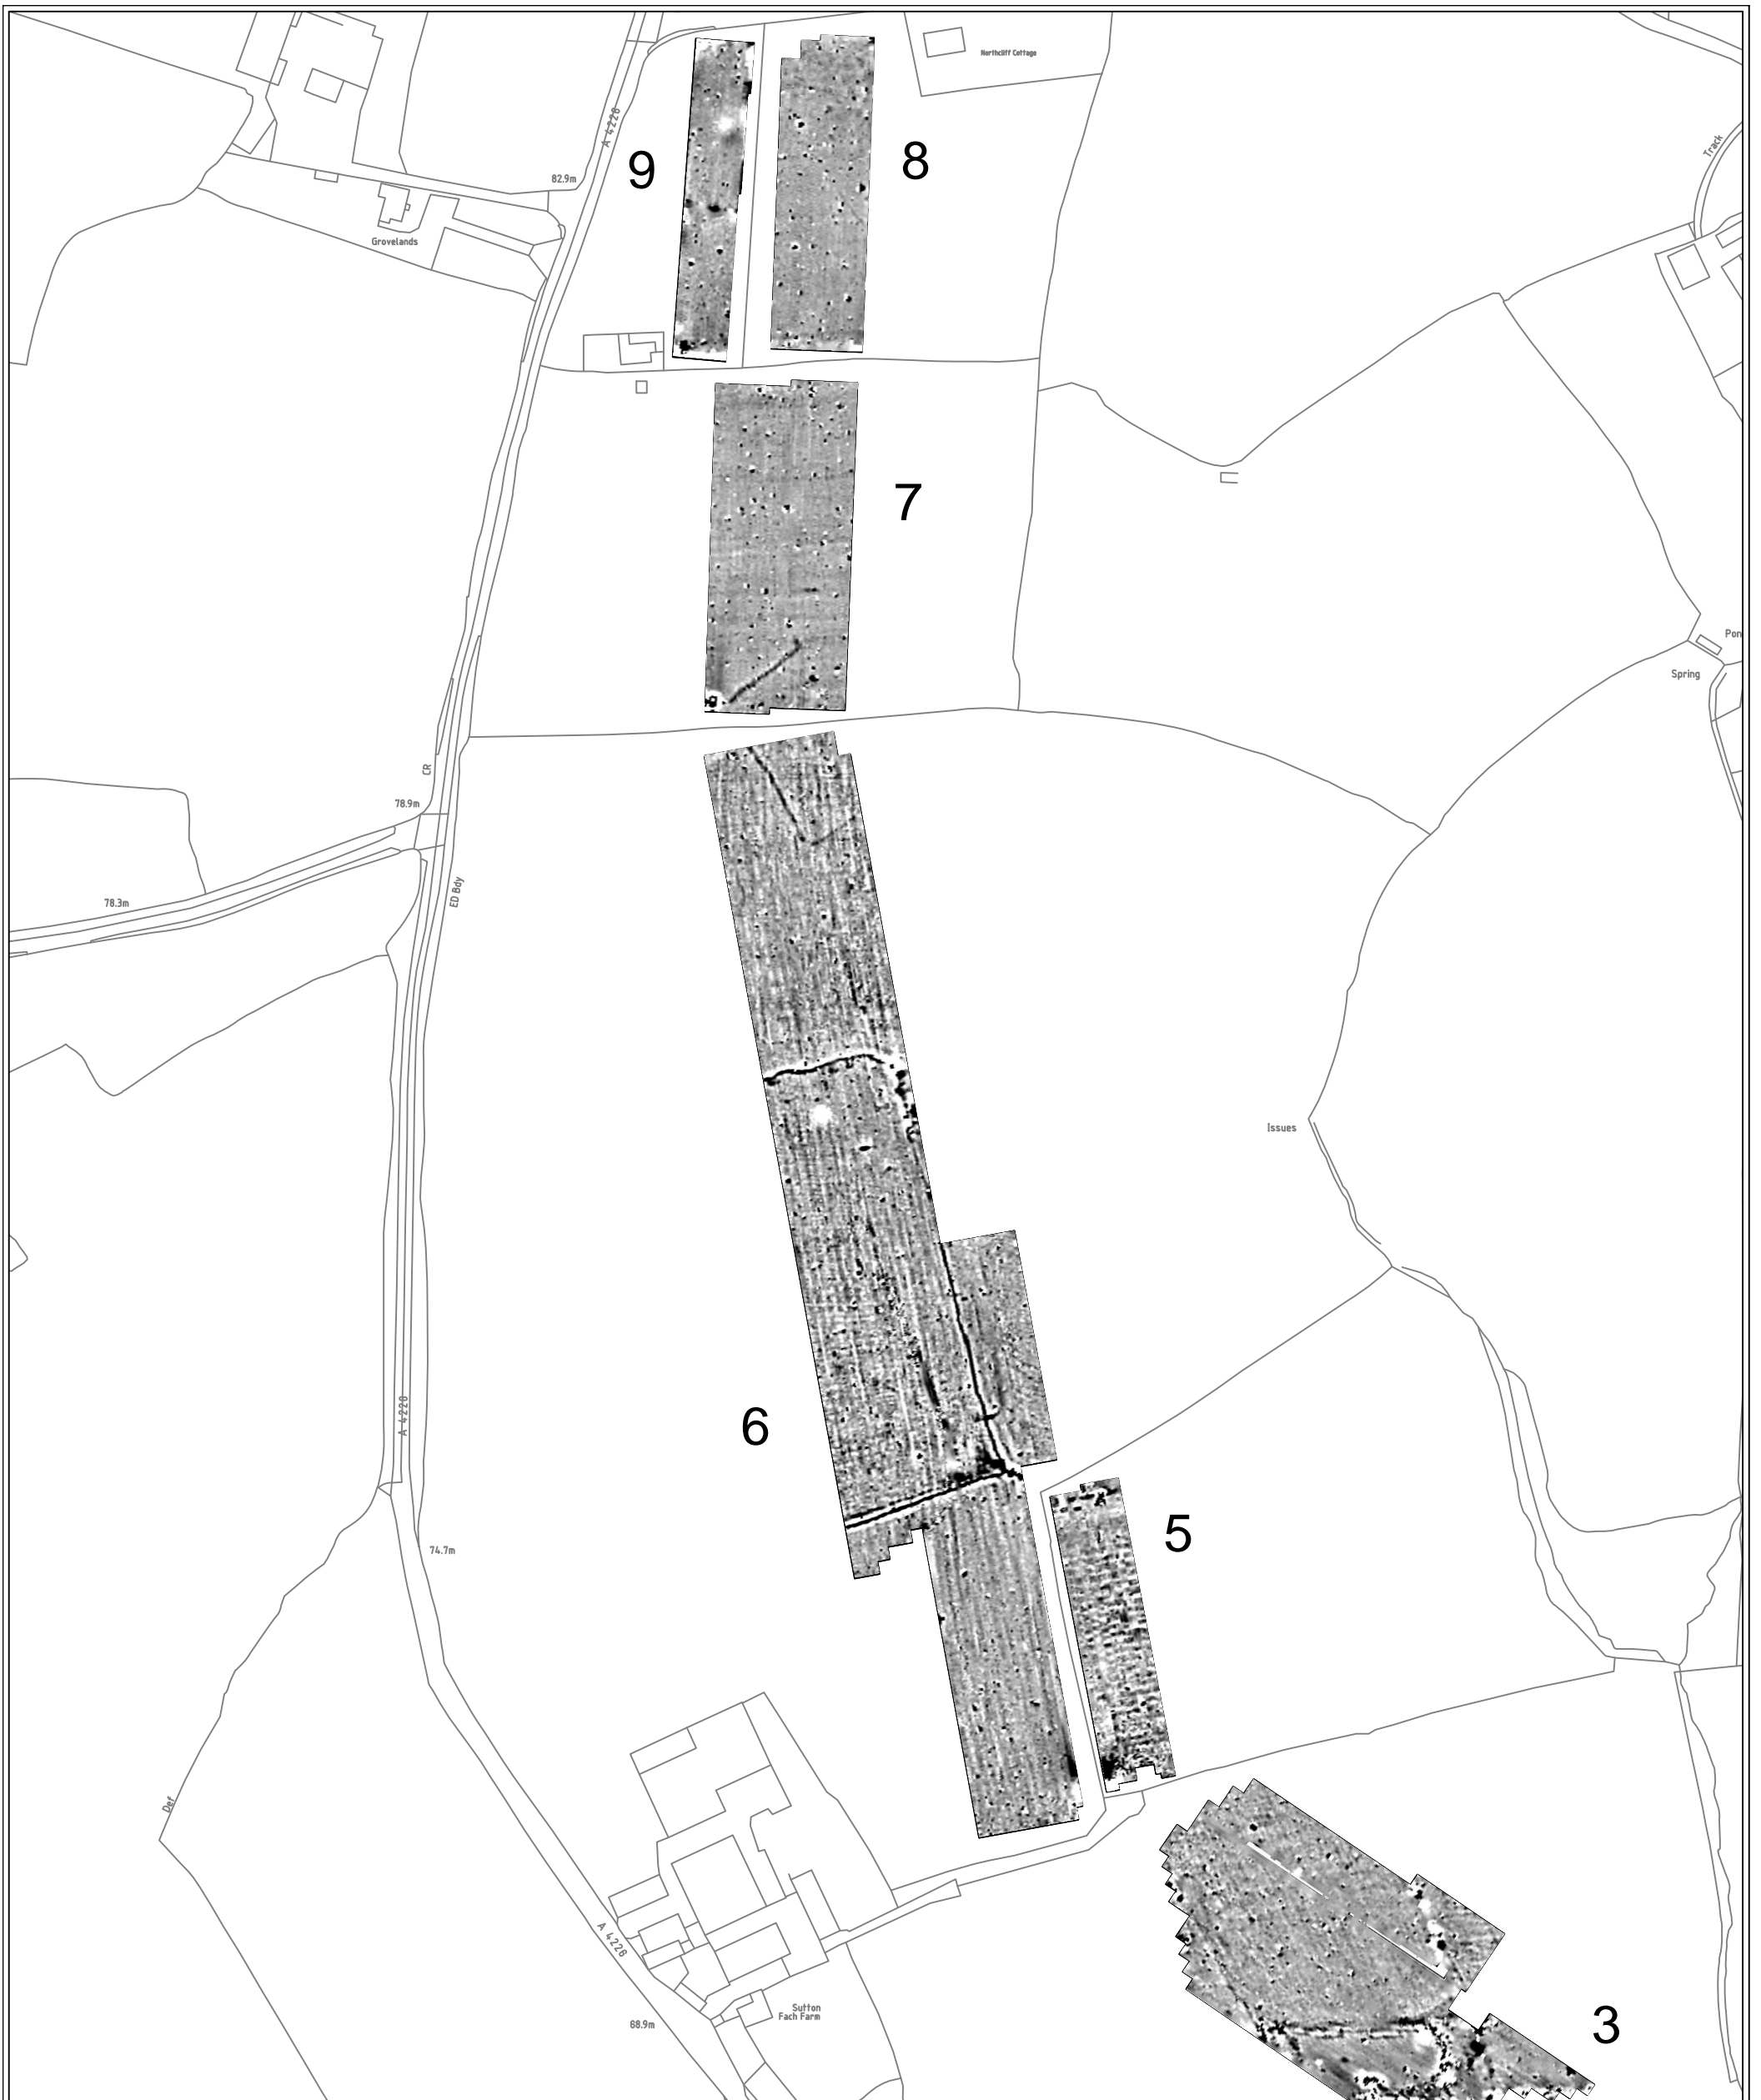 Northcliff Cottage
A 4226
9
8
Track
82.9m
Grovelands
7
Pon
Spring
CR
78.9m
ED Bdy
78.3m
Issues
A 4226
6
5
74.7m
Def
A 4226
Sutton
Fach Farm
68.9m
3